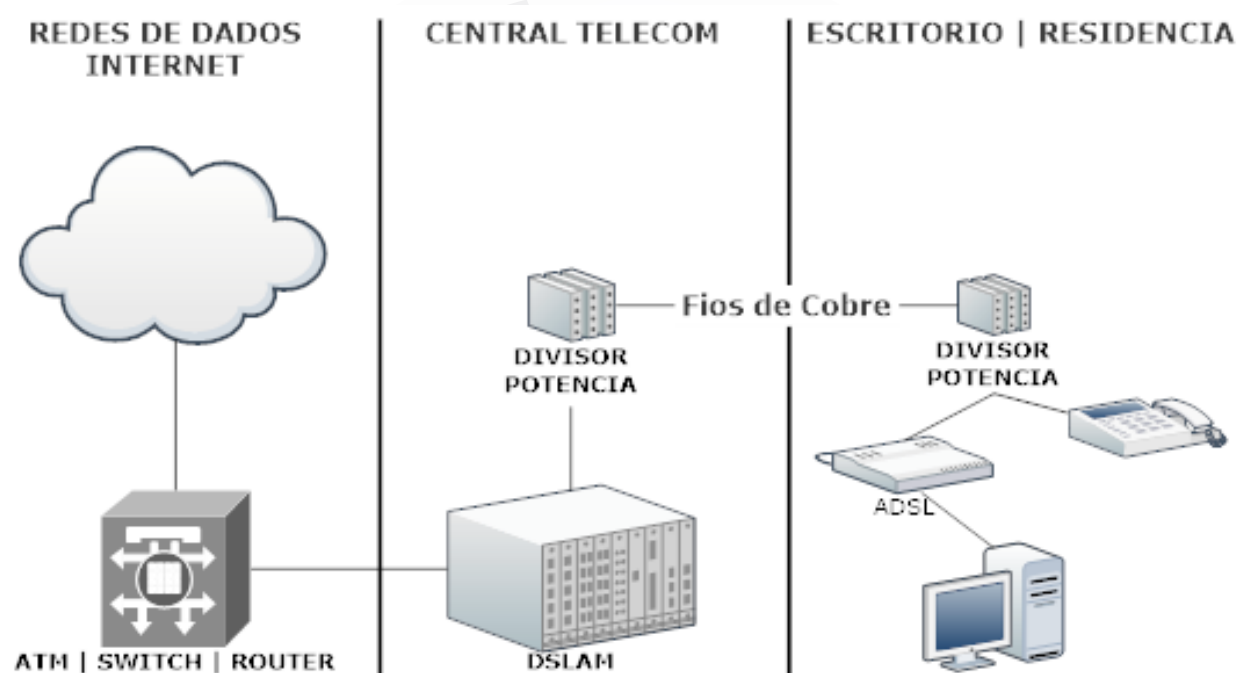 REDES DE DADOS
INTERNET
CENTRAL TELECOM
ESCRITORIO | RESIDENCIA
DIVISOR
POTENCIA
Fios de Cobre
DIVISOR
POTENCIA
ADSL
ATM | SWITCH | ROUTER
DSLAM